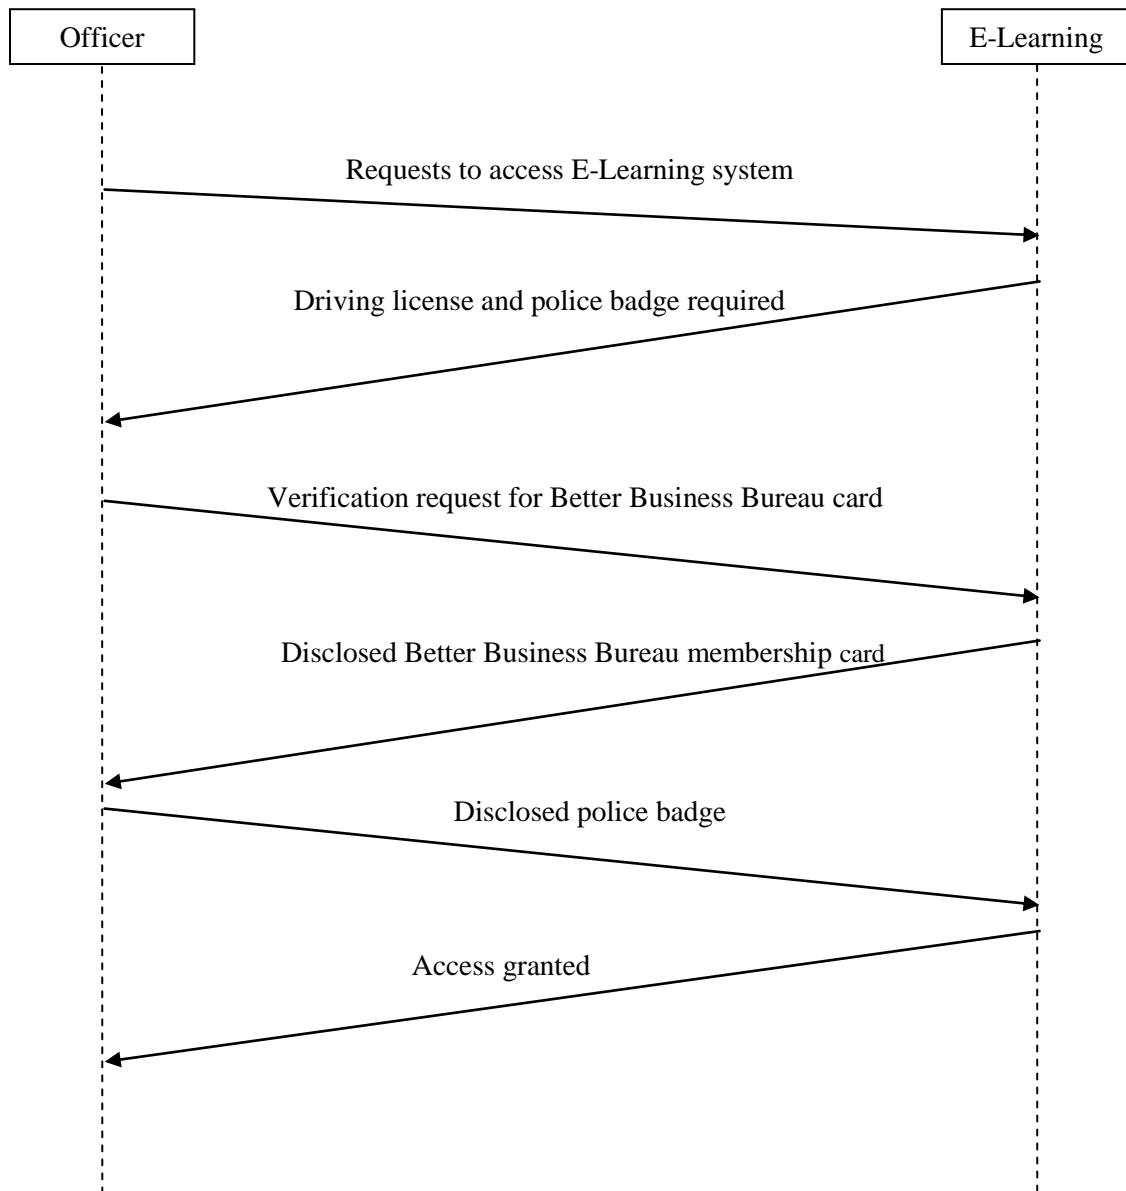 Officer
E-Learning
Requests to access E-Learning system
Driving license and police badge required
Verification request for Better Business Bureau card
Disclosed Better Business Bureau membership card
Disclosed police badge
Access granted